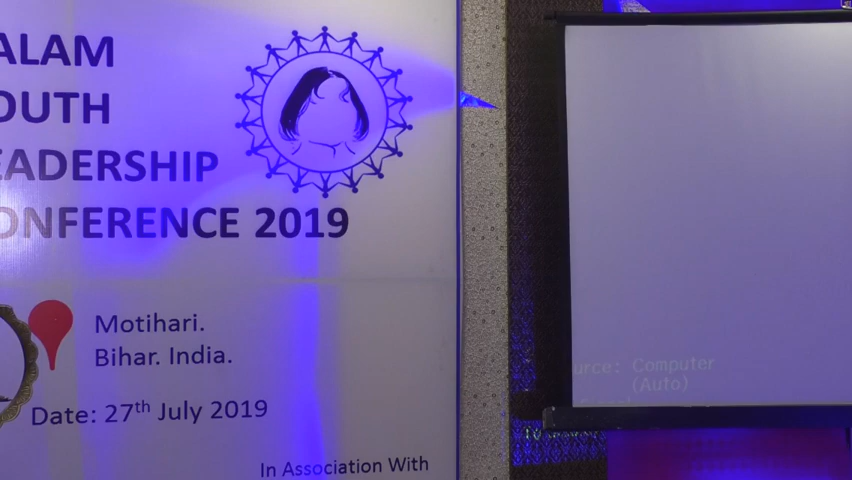 ALAM
OUTH
EADERSHIP
ONFERENCE 2019
Motihari.
Bihar. India.
Date: 27th July 2019
In Association With
urce: Computer
(Auto)